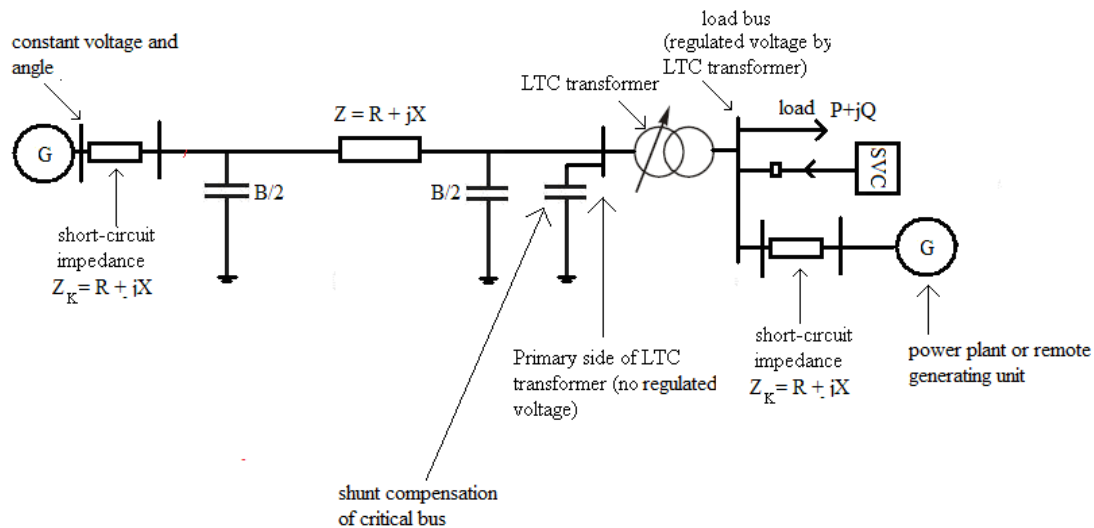 constant voltage and
angle
G
short-circuit
impedance
Z_K = R + jX
B/2
Z = R + jX
B/2
LTC transformer
load bus
(regulated voltage by
LTC transformer)
load P+jQ
SVC
G
short-circuit
impedance
Z_K = R + jX
power plant or remote
generating unit
Primary side of LTC
transformer (no regulated
voltage)
shunt compensation
of critical bus